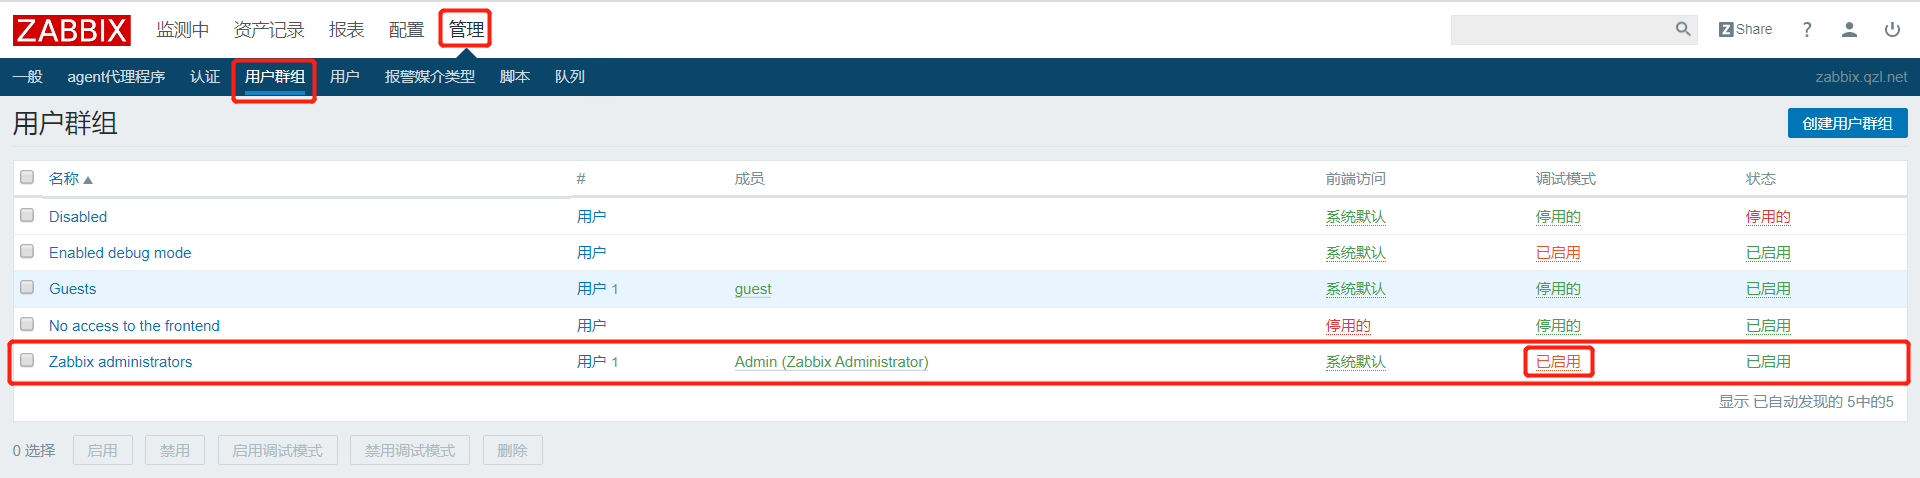 ZABBIX 监测中 资产记录 报表 配置 管理 Z Share ?
一般 agent代理程序 认证 用户群组 用户 报警媒介类型 脚本 队列 zabbix.qzl.net
用户群组 创建用户群组
名称 # 成员 前端访问 调试模式 状态
Disabled 用户 系统默认 停用的 停用的
Enabled debug mode 用户 系统默认 已启用 已启用
Guests 用户 1 guest 系统默认 停用的 已启用
No access to the frontend 用户 停用的 停用的 已启用
Zabbix administrators 用户 1 Admin (Zabbix Administrator) 系统默认 已启用 已启用
显示 已自动发现的 5中的5
0 选择 启用 禁用 启用调试模式 禁用调试模式 删除